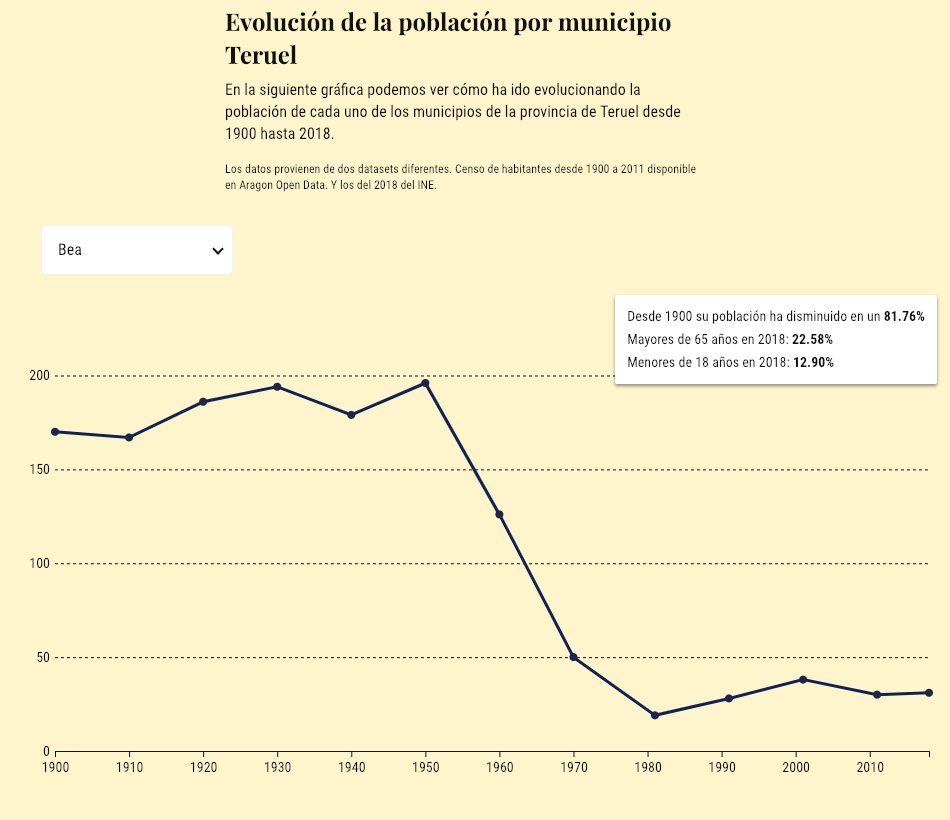 Evolución de la población por municipio
Teruel
En la siguiente gráfica podemos ver cómo ha ido evolucionando la
población de cada uno de los municipios de la provincia de Teruel desde
1900 hasta 2018.
Los datos provienen de dos datasets diferentes. Censo de habitantes desde 1900 a 2011 disponible
en Aragon Open Data. Y los del 2018 del INE.
Bea
Desde 1900 su población ha disminuido en un 81.76%
Mayores de 65 años en 2018: 22.58%
Menores de 18 años en 2018: 12.90%
200
150
100
50
0
1900 1910 1920 1930 1940 1950 1960 1970 1980 1990 2000 2010